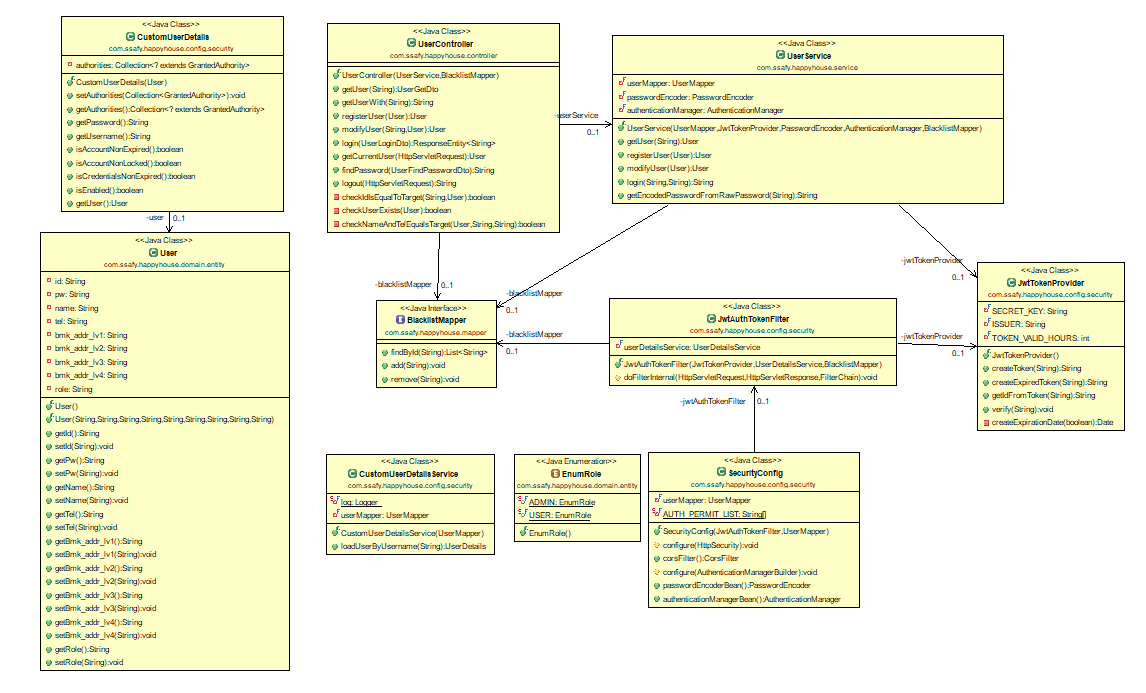 <<Java Class>>
CustomUserDetails
com.ssafy.happyhouse.config.security
authorities: Collection<? extends GrantedAuthority>
CustomUserDetails(User)
setAuthorities(Collection<GrantedAuthority>):void
getAuthorities():Collection<? extends GrantedAuthority>
getPassword():String
getUsername():String
isAccountNonExpired():boolean
isAccountNonLocked():boolean
isCredentialsNonExpired():boolean
isEnabled():boolean
getUser():User
-user
0..1
<<Java Class>>
User
com.ssafy.happyhouse.domain.entity
id: String
pw: String
name: String
tel: String
bmk_addr_lv1: String
bmk_addr_lv2: String
bmk_addr_lv3: String
bmk_addr_lv4: String
role: String
User()
User(String,String,String,String,String,String,String,String,String)
getId():String
setId(String):void
getPw():String
setPw(String):void
getName():String
setName(String):void
getTel():String
setTel(String):void
getBmk_addr_lv1():String
setBmk_addr_lv1(String):void
getBmk_addr_lv2():String
setBmk_addr_lv2(String):void
getBmk_addr_lv3():String
setBmk_addr_lv3(String):void
getBmk_addr_lv4():String
setBmk_addr_lv4(String):void
getRole():String
setRole(String):void
<<Java Class>>
UserController
com.ssafy.happyhouse.controller
UserController(UserService,BlacklistMapper)
getUser(String):UserGetDto
getUserWith(String):String
registerUser(User):User
modifyUser(String,User):User
login(UserLoginDto):ResponseEntity<String>
getCurrentUser(HttpServletRequest):User
findPassword(UserFindPasswordDto):String
logout(HttpServletRequest):String
checkIdIsEqualToTarget(String,User):boolean
checkUserExists(User):boolean
checkNameAndTelEqualsTarget(User,String,String):boolean
-userService
0..1
<<Java Class>>
UserService
com.ssafy.happyhouse.service
userMapper: UserMapper
passwordEncoder: PasswordEncoder
authenticationManager: AuthenticationManager
UserService(UserMapper,JwtTokenProvider,PasswordEncoder,AuthenticationManager,BlacklistMapper)
getUser(String):User
registerUser(User):User
modifyUser(User):User
login(String,String):String
getEncodedPasswordFromRawPassword(String):String
-blacklistMapper
0..1
-blacklistMapper
0..1
-jwtTokenProvider
0..1
<<Java Interface>>
BlacklistMapper
com.ssafy.happyhouse.mapper
findById(String):List<String>
add(String):void
remove(String):void
-blacklistMapper
0..1
<<Java Class>>
JwtAuthTokenFilter
com.ssafy.happyhouse.config.security
userDetailsService: UserDetailsService
JwtAuthTokenFilter(JwtTokenProvider,UserDetailsService,BlacklistMapper)
doFilterInternal(HttpServletRequest,HttpServletResponse,FilterChain):void
-jwtTokenProvider
0..1
<<Java Class>>
JwtTokenProvider
com.ssafy.happyhouse.config.security
SECRET_KEY: String
ISSUER: String
TOKEN_VALID_HOURS: int
JwtTokenProvider()
createToken(String):String
createExpiredToken(String):String
getIdFromToken(String):String
verify(String):void
createExpirationDate(boolean):Date
-jwtAuthTokenFilter
0..1
<<Java Class>>
CustomUserDetailsService
com.ssafy.happyhouse.config.security
log: Logger
userMapper: UserMapper
CustomUserDetailsService(UserMapper)
loadUserByUsername(String):UserDetails
<<Java Enumeration>>
EnumRole
com.ssafy.happyhouse.domain.entity
ADMIN: EnumRole
USER: EnumRole
EnumRole()
<<Java Class>>
SecurityConfig
com.ssafy.happyhouse.config.security
userMapper: UserMapper
AUTH_PERMIT_LIST: String[]
SecurityConfig(JwtAuthTokenFilter,UserMapper)
configure(HttpSecurity):void
corsFilter():CorsFilter
configure(AuthenticationManagerBuilder):void
passwordEncoderBean():PasswordEncoder
authenticationManagerBean():AuthenticationManager